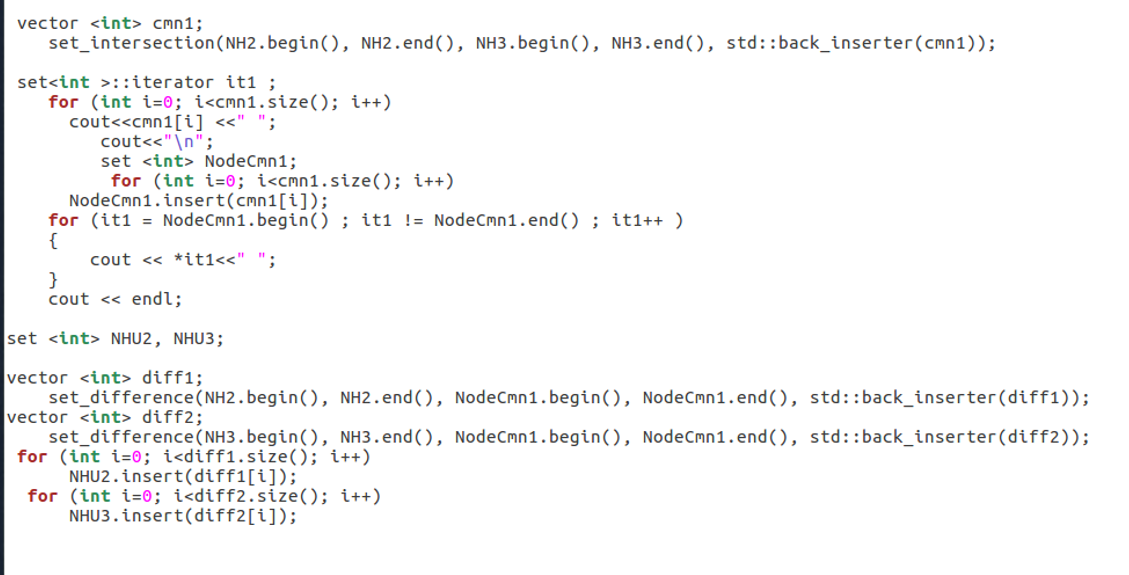 vector <int> cmn1;
set_intersection(NH2.begin(), NH2.end(), NH3.begin(), NH3.end(), std::back_inserter(cmn1));
set<int >::iterator it1 ;
for (int i=0; i<cmn1.size(); i++)
cout<<cmn1[i] <<" ";
cout<<"\n";
set <int> NodeCmn1;
for (int i=0; i<cmn1.size(); i++)
NodeCmn1.insert(cmn1[i]);
for (it1 = NodeCmn1.begin() ; it1 != NodeCmn1.end() ; it1++ )
{
cout << *it1<<" ";
}
cout << endl;
set <int> NHU2, NHU3;
vector <int> diff1;
set_difference(NH2.begin(), NH2.end(), NodeCmn1.begin(), NodeCmn1.end(), std::back_inserter(diff1));
vector <int> diff2;
set_difference(NH3.begin(), NH3.end(), NodeCmn1.begin(), NodeCmn1.end(), std::back_inserter(diff2));
for (int i=0; i<diff1.size(); i++)
NHU2.insert(diff1[i]);
for (int i=0; i<diff2.size(); i++)
NHU3.insert(diff2[i]);